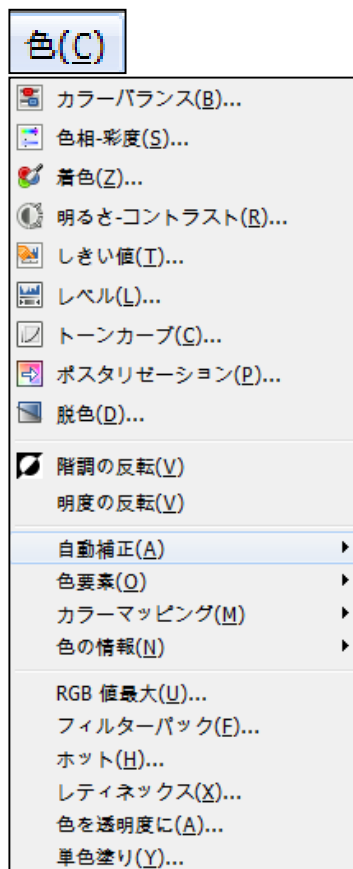 色(C)
カラーバランス(B)...
色相-彩度(S)...
着色(Z)...
明るさ-コントラスト(R)...
しきい値(T)...
レベル(L)...
トーンカーブ(C)...
ポスタリゼーション(P)...
脱色(D)...
階調の反転(V)
明度の反転(V)
自動補正(A)
色要素(O)
カラーマッピング(M)
色の情報(N)
RGB 値最大(U)...
フィルターパック(F)...
ホット(H)...
レティネックス(X)...
色を透明度に(A)...
単色塗り(Y)...